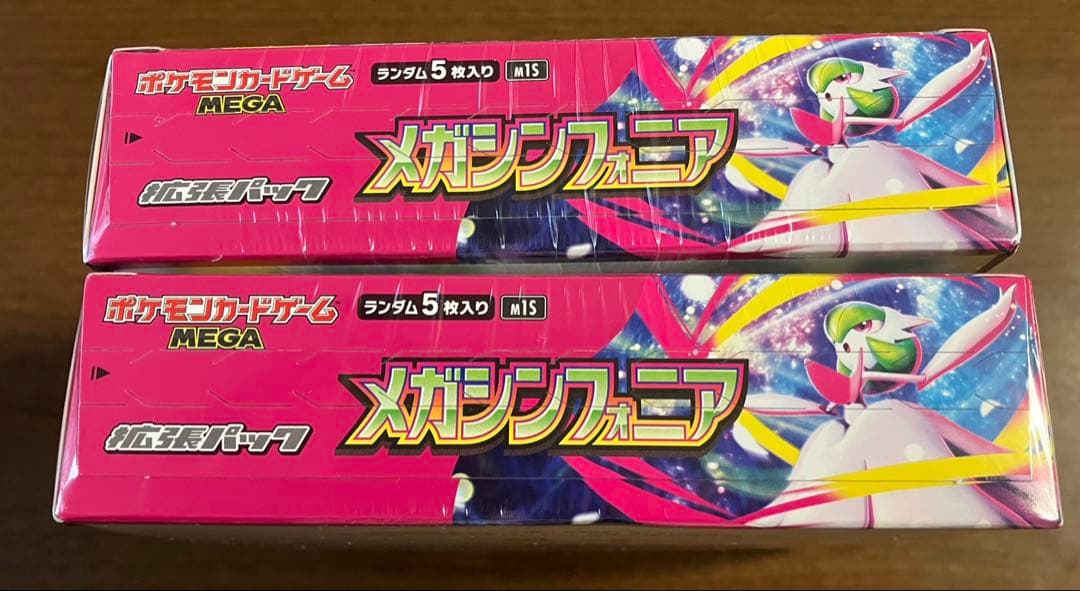 ポケモンカードゲーム
MEGA
ランダム5枚入り M1S
メガシンフォニア
拡張パック
ポケモンカードゲーム
MEGA
ランダム5枚入り M1S
メガシンフォニア
拡張パック